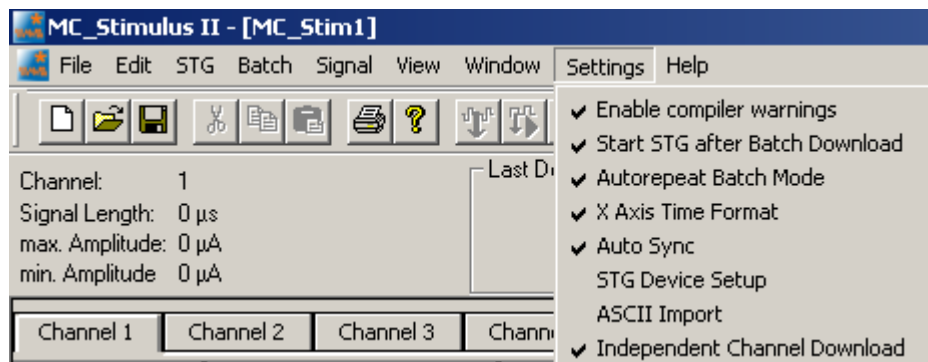 MC_Stimulus II - [MC_Stim1]
File Edit STG Batch Signal View Window Settings Help
Enable compiler warnings
Start STG after Batch Download
Autorepeat Batch Mode
X Axis Time Format
Auto Sync
STG Device Setup
ASCII Import
Independent Channel Download
Last
Channel: 1
Signal Length: 0 µs
max. Amplitude: 0 µA
min. Amplitude 0 µA
Channel 1 Channel 2 Channel 3